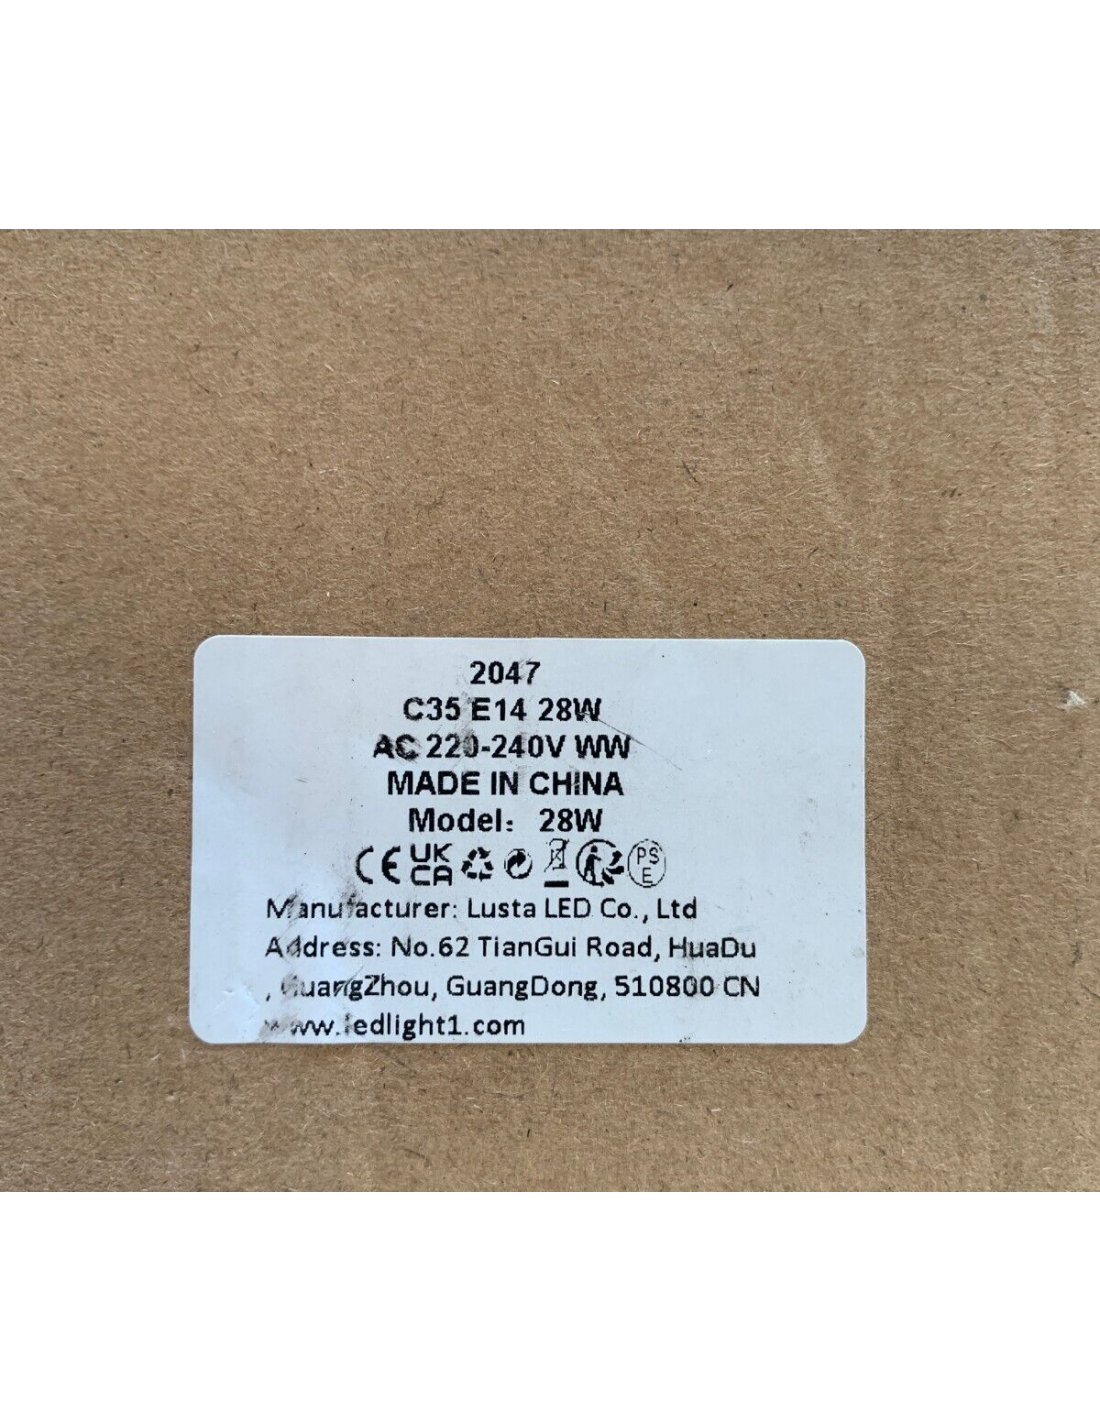 2047
C35 E14 28W
AC 220-240V WW
MADE IN CHINA
Model: 28W
CE UK CA PS E
Manufacturer: Lusta LED Co., Ltd
Address: No.62 TianGui Road, HuaDu
, GuangZhou, GuangDong, 510800 CN
www.ledlight1.com